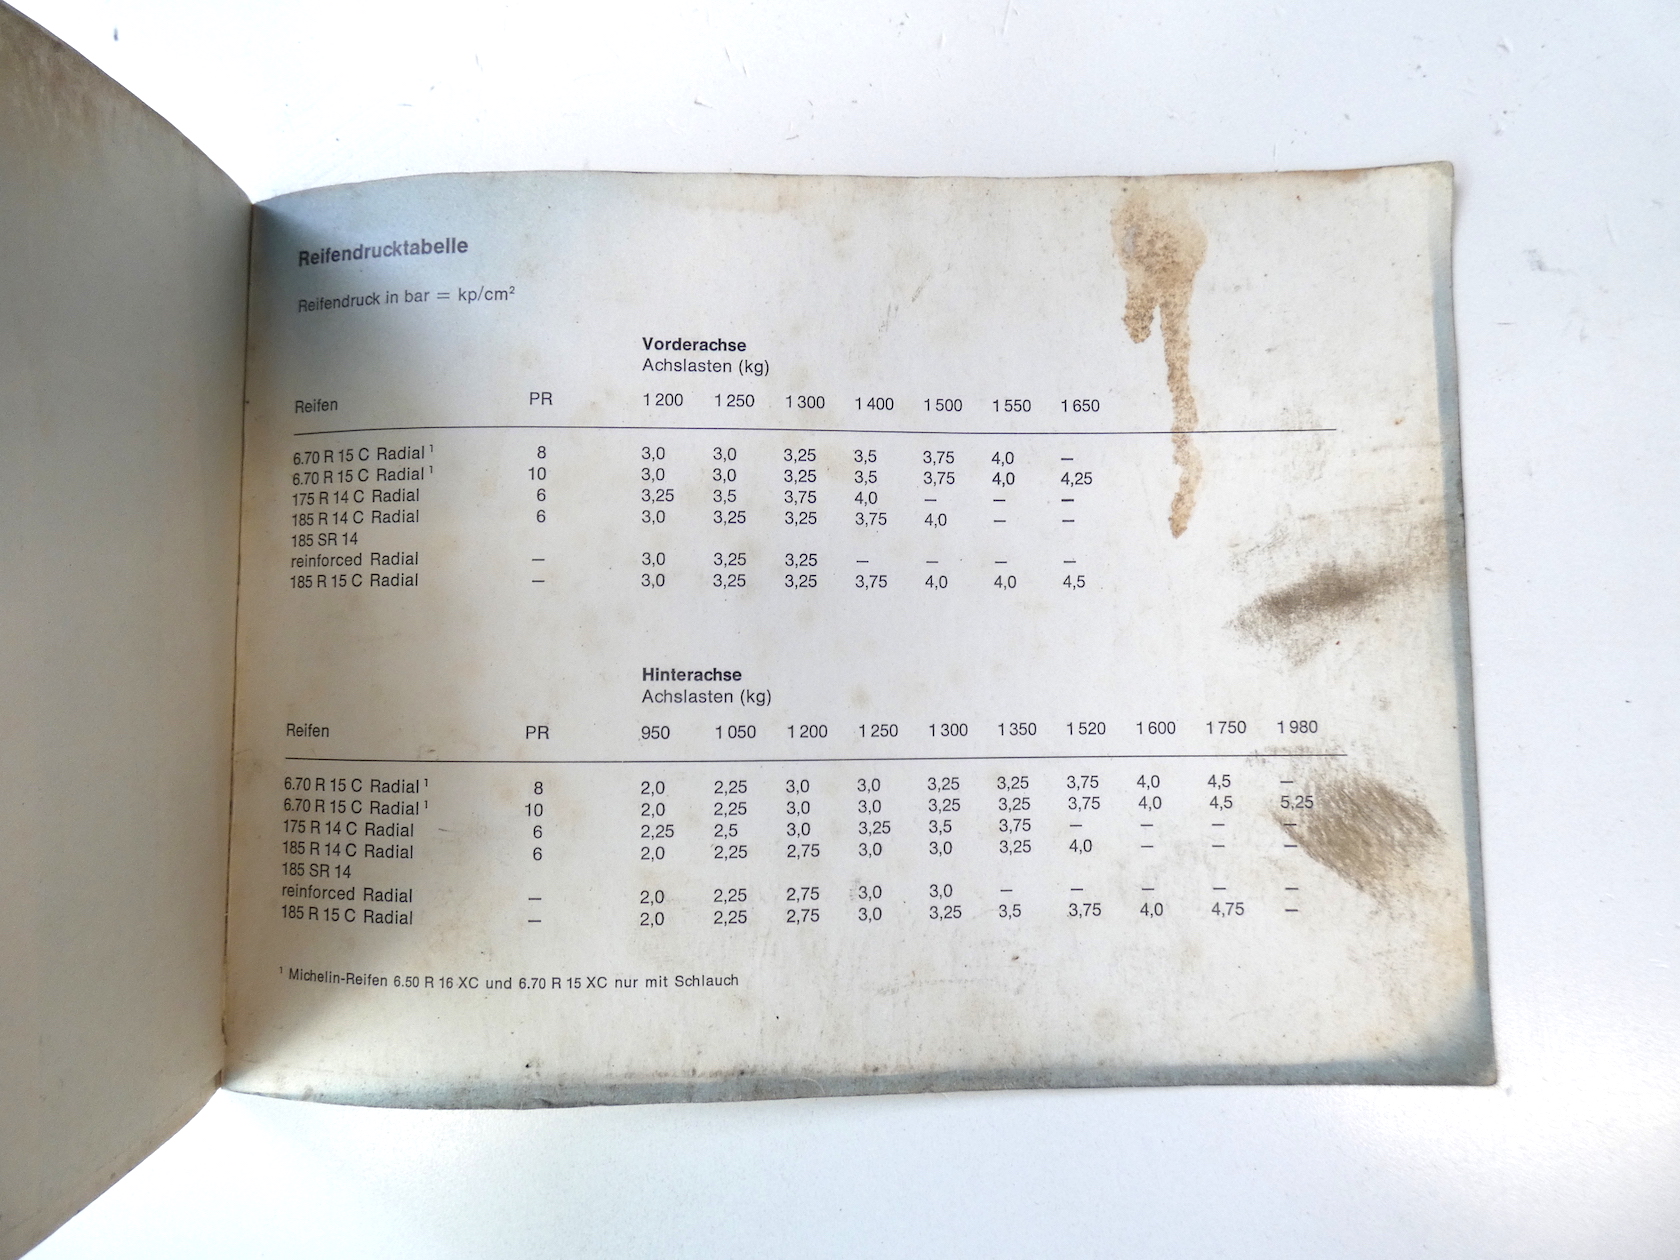 Reifendrucktabelle
Reifendruck in bar = kp/cm²
Vorderachse
Achslasten (kg)
Reifen PR 1 200 1 250 1 300 1 400 1 500 1 550 1 650
6.70 R 15 C Radial ¹ 8 3,0 3,0 3,25 3,5 3,75 4,0 —
6.70 R 15 C Radial ¹ 10 3,0 3,0 3,25 3,5 3,75 4,0 4,25
175 R 14 C Radial 6 3,25 3,5 3,75 4,0 — — —
185 R 14 C Radial 6 3,0 3,25 3,25 3,75 4,0 — —
185 SR 14
reinforced Radial — 3,0 3,25 3,25 — — — —
185 R 15 C Radial — 3,0 3,25 3,25 3,75 4,0 4,0 4,5
Hinterachse
Achslasten (kg)
Reifen PR 950 1 050 1 200 1 250 1 300 1 350 1 520 1 600 1 750 1 980
6.70 R 15 C Radial ¹ 8 2,0 2,25 3,0 3,0 3,25 3,25 3,75 4,0 4,5 —
6.70 R 15 C Radial ¹ 10 2,0 2,25 3,0 3,0 3,25 3,25 3,75 4,0 4,5 5,25
175 R 14 C Radial 6 2,25 2,5 3,0 3,25 3,5 3,75 — — — —
185 R 14 C Radial 6 2,0 2,25 2,75 3,0 3,0 3,25 4,0 — — —
185 SR 14
reinforced Radial — 2,0 2,25 2,75 3,0 3,0 — — — — —
185 R 15 C Radial — 2,0 2,25 2,75 3,0 3,25 3,5 3,75 4,0 4,75 —
¹ Michelin-Reifen 6.50 R 16 XC und 6.70 R 15 XC nur mit Schlauch